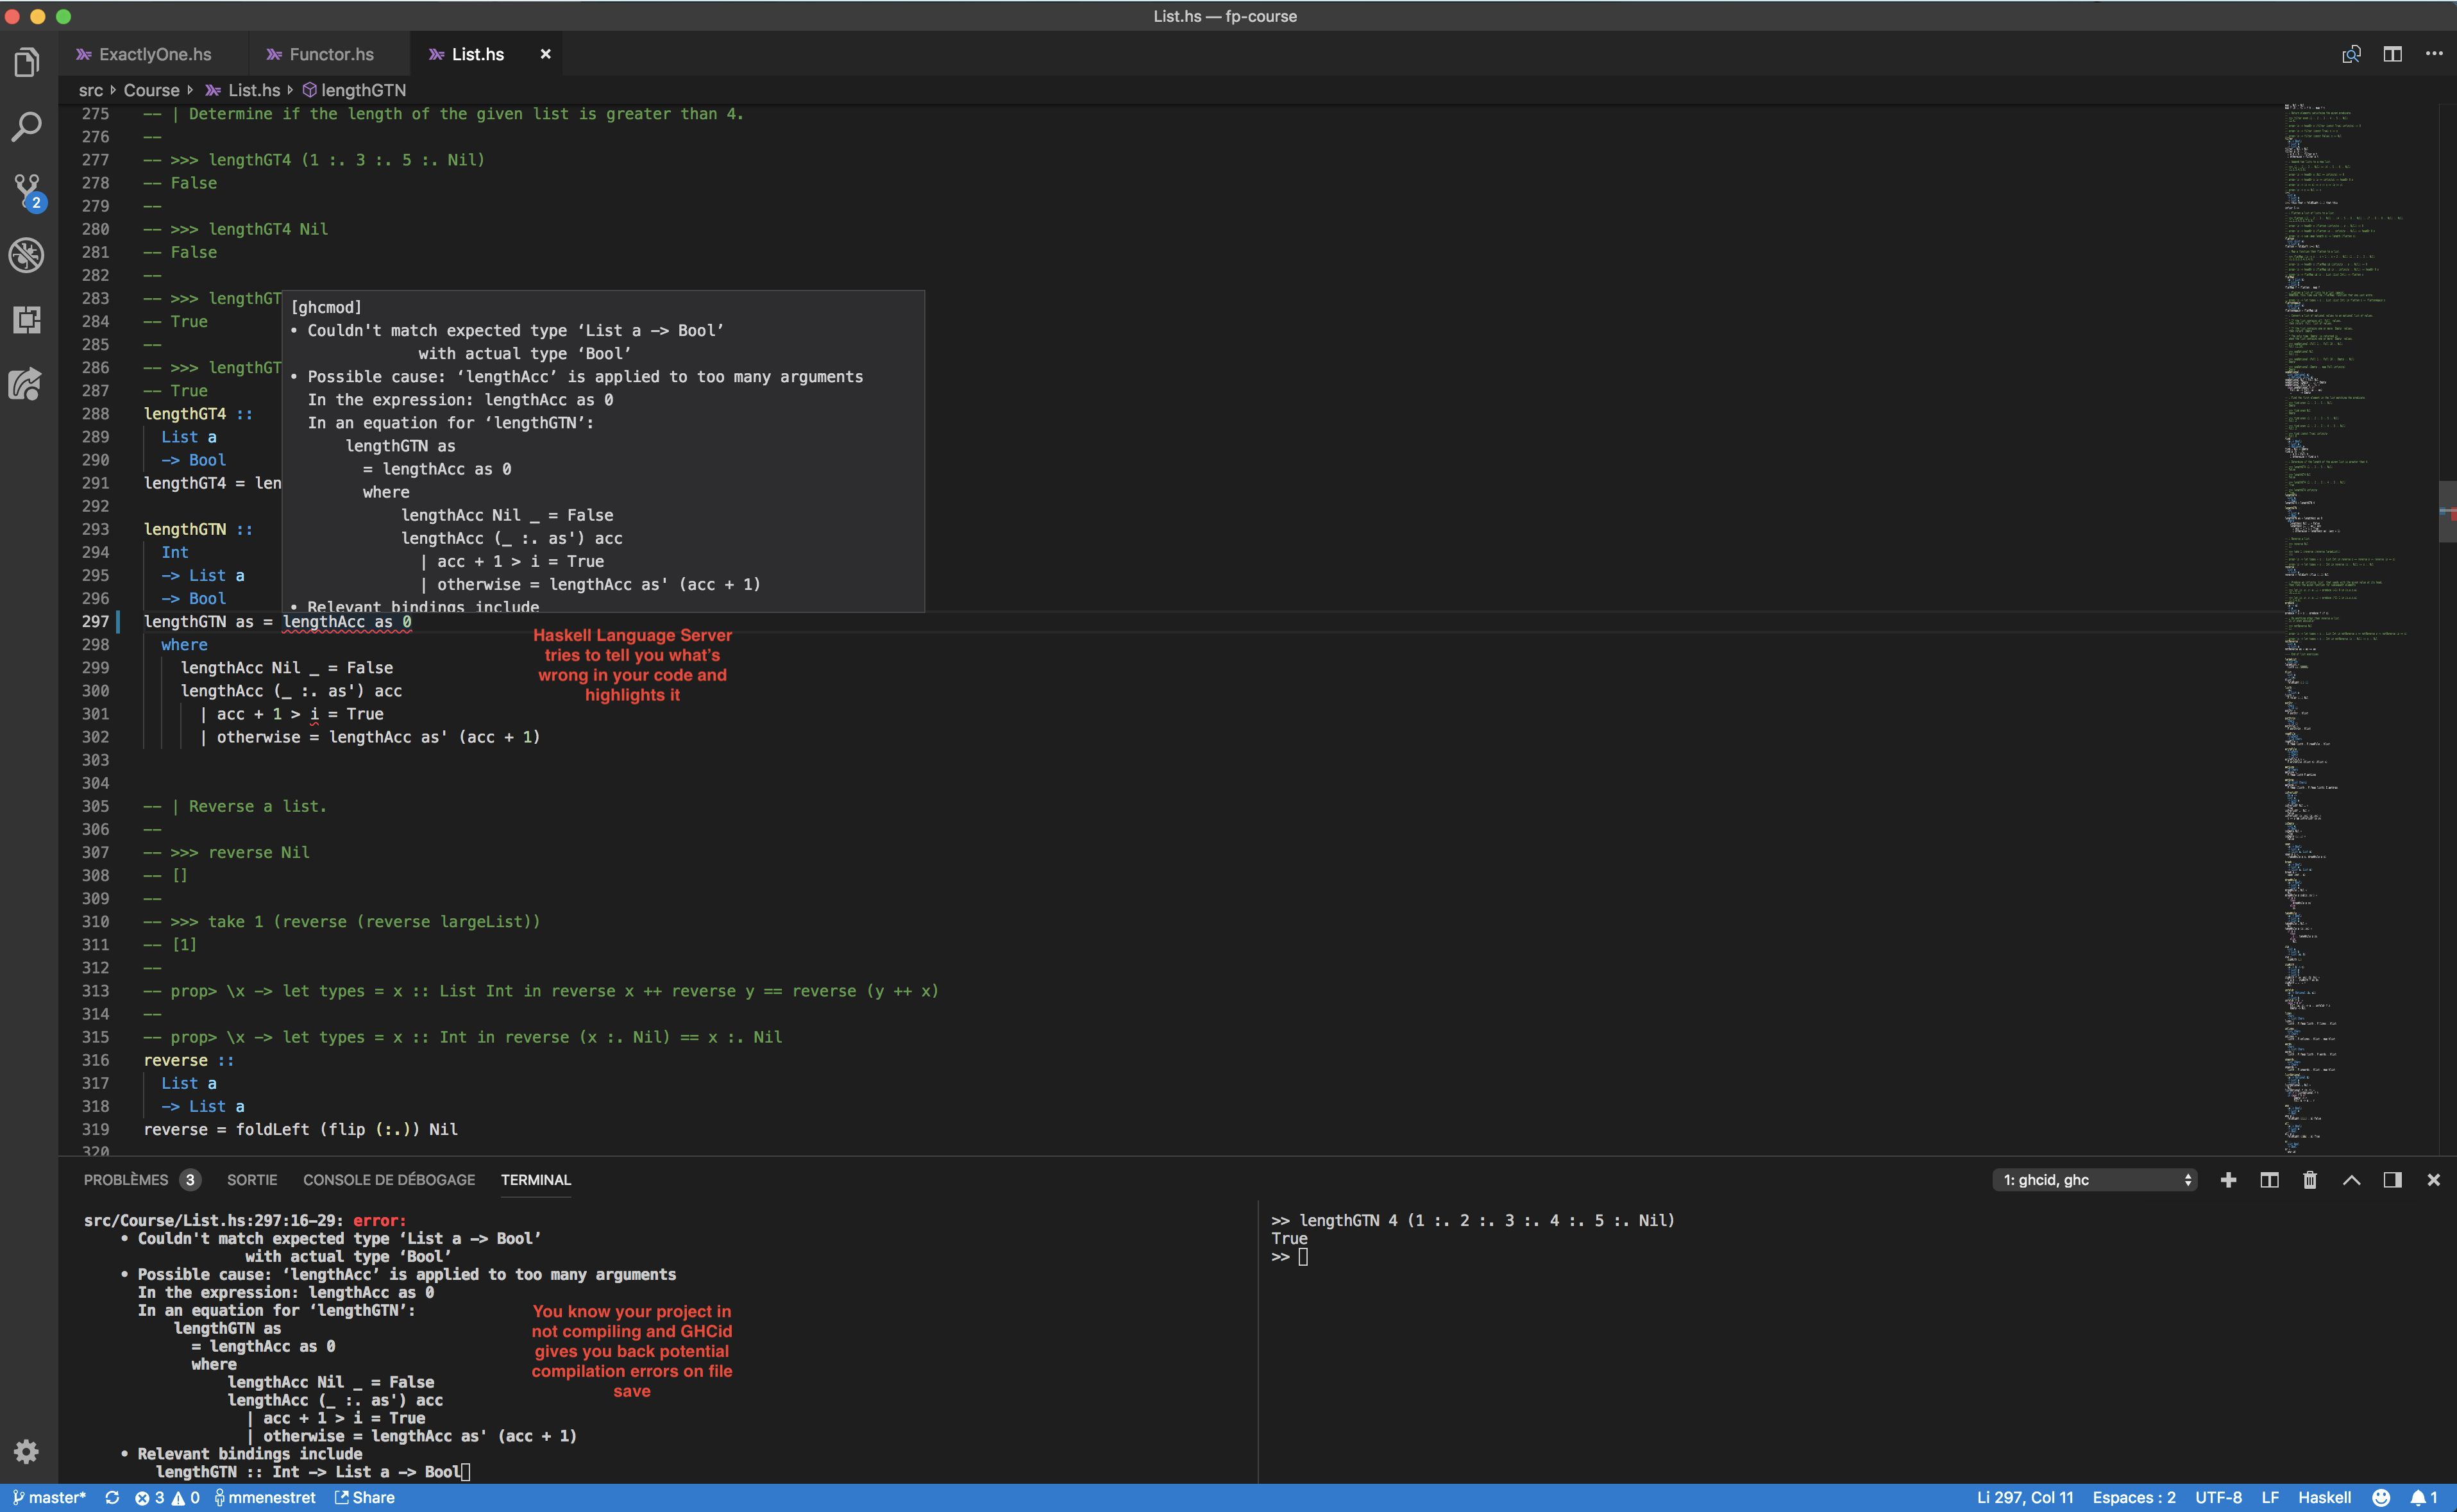 List.hs — fp-course
ExactlyOne.hs
Functor.hs
List.hs
src
Course
List.hs
lengthGTN
275 -- | Determine if the length of the given list is greater than 4.
276 --
277 -- >>> lengthGT4 (1 :. 3 :. 5 :. Nil)
278 -- False
279 --
280 -- >>> lengthGT4 Nil
281 -- False
282 --
283 -- >>> lengthGT
284 -- True
285 --
286 -- >>> lengthGT
287 -- True
288 lengthGT4 ::
289 List a
290 -> Bool
291 lengthGT4 = len
292
293 lengthGTN ::
294 Int
295 -> List a
296 -> Bool
[ghcmod]
• Couldn't match expected type ‘List a -> Bool’
with actual type ‘Bool’
• Possible cause: ‘lengthAcc’ is applied to too many arguments
In the expression: lengthAcc as 0
In an equation for ‘lengthGTN’:
lengthGTN as
= lengthAcc as 0
where
lengthAcc Nil _ = False
lengthAcc (_ :. as') acc
| acc + 1 > i = True
| otherwise = lengthAcc as' (acc + 1)
• Relevant bindings include
297 lengthGTN as = lengthAcc as 0
298 where
299 lengthAcc Nil _ = False
300 lengthAcc (_ :. as') acc
301 | acc + 1 > i = True
302 | otherwise = lengthAcc as' (acc + 1)
303
304
Haskell Language Server
tries to tell you what's
wrong in your code and
highlights it
305 -- | Reverse a list.
306 --
307 -- >>> reverse Nil
308 -- []
309 --
310 -- >>> take 1 (reverse (reverse largeList))
311 -- [1]
312 --
313 -- prop> \x -> let types = x :: List Int in reverse x ++ reverse y == reverse (y ++ x)
314 --
315 -- prop> \x -> let types = x :: Int in reverse (x :. Nil) == x :. Nil
316 reverse ::
317 List a
318 -> List a
319 reverse = foldLeft (flip (:.)) Nil
320
PROBLÈMES 3
SORTIE
CONSOLE DE DÉBOGAGE
TERMINAL
1: ghcid, ghc
src/Course/List.hs:297:16-29: error:
• Couldn't match expected type ‘List a -> Bool’
with actual type ‘Bool’
• Possible cause: ‘lengthAcc’ is applied to too many arguments
In the expression: lengthAcc as 0
In an equation for ‘lengthGTN’:
lengthGTN as
= lengthAcc as 0
where
lengthAcc Nil _ = False
lengthAcc (_ :. as') acc
| acc + 1 > i = True
| otherwise = lengthAcc as' (acc + 1)
• Relevant bindings include
lengthGTN :: Int -> List a -> Bool
You know your project in
not compiling and GHCid
gives you back potential
compilation errors on file
save
>> lengthGTN 4 (1 :. 2 :. 3 :. 4 :. 5 :. Nil)
True
>>
2
master*
3
0
mmenestret
Share
Li 297, Col 11
Espaces : 2
UTF-8
LF
Haskell
1